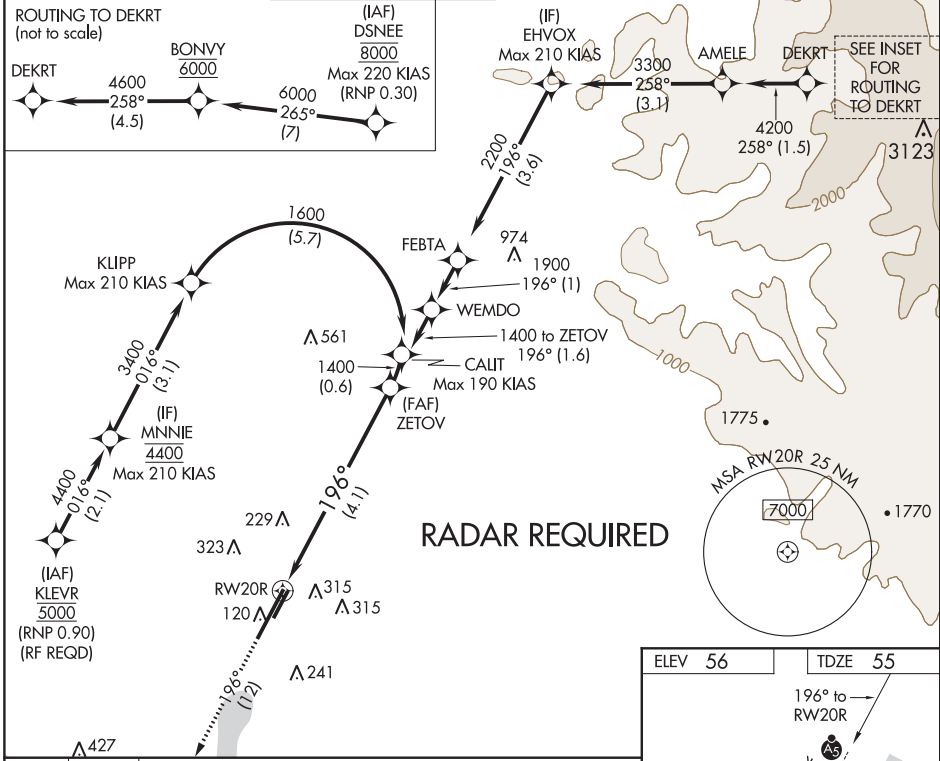 ROUTING TO DEKRT
(not to scale)
DEKRT
4600
258°
(4.5)
BONVY
6000
6000
265°
(7)
(IAF)
DSNEE
8000
Max 220 KIAS
(RNP 0.30)
(IF)
EHVOX
Max 210 KIAS
3300
258°
(3.1)
AMELE
DEKRT
4200
258° (1.5)
SEE INSET
FOR
ROUTING
TO DEKRT
3123
2000
2200
196°
(3.6)
1600
(5.7)
KLIPP
Max 210 KIAS
FEBTA
974
1900
196° (1)
WEMDO
561
1400 to ZETOV
196° (1.6)
1400
(0.6)
CALIT
Max 190 KIAS
1000
3400
016°
(3.1)
(FAF)
ZETOV
(IF)
MNNIE
4400
Max 210 KIAS
1775
4400
016°
(2.1)
196°
(4.1)
MSA RW20R 25 NM
7000
1770
229
323
RADAR REQUIRED
(IAF)
KLEVR
5000
(RNP 0.90)
(RF REQD)
RW20R
315
315
120
241
196°
(12)
427
ELEV 56
TDZE 55
196° to
RW20R
A5